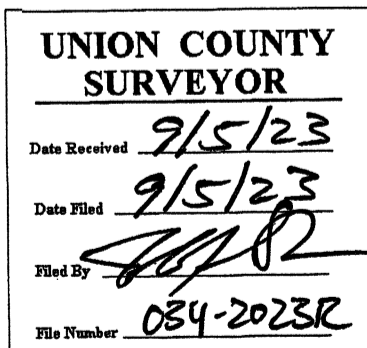 UNION COUNTY
SURVEYOR
Date Received 9/5/23
Date Filed 9/5/23
Filed By
File Number 034-2023R